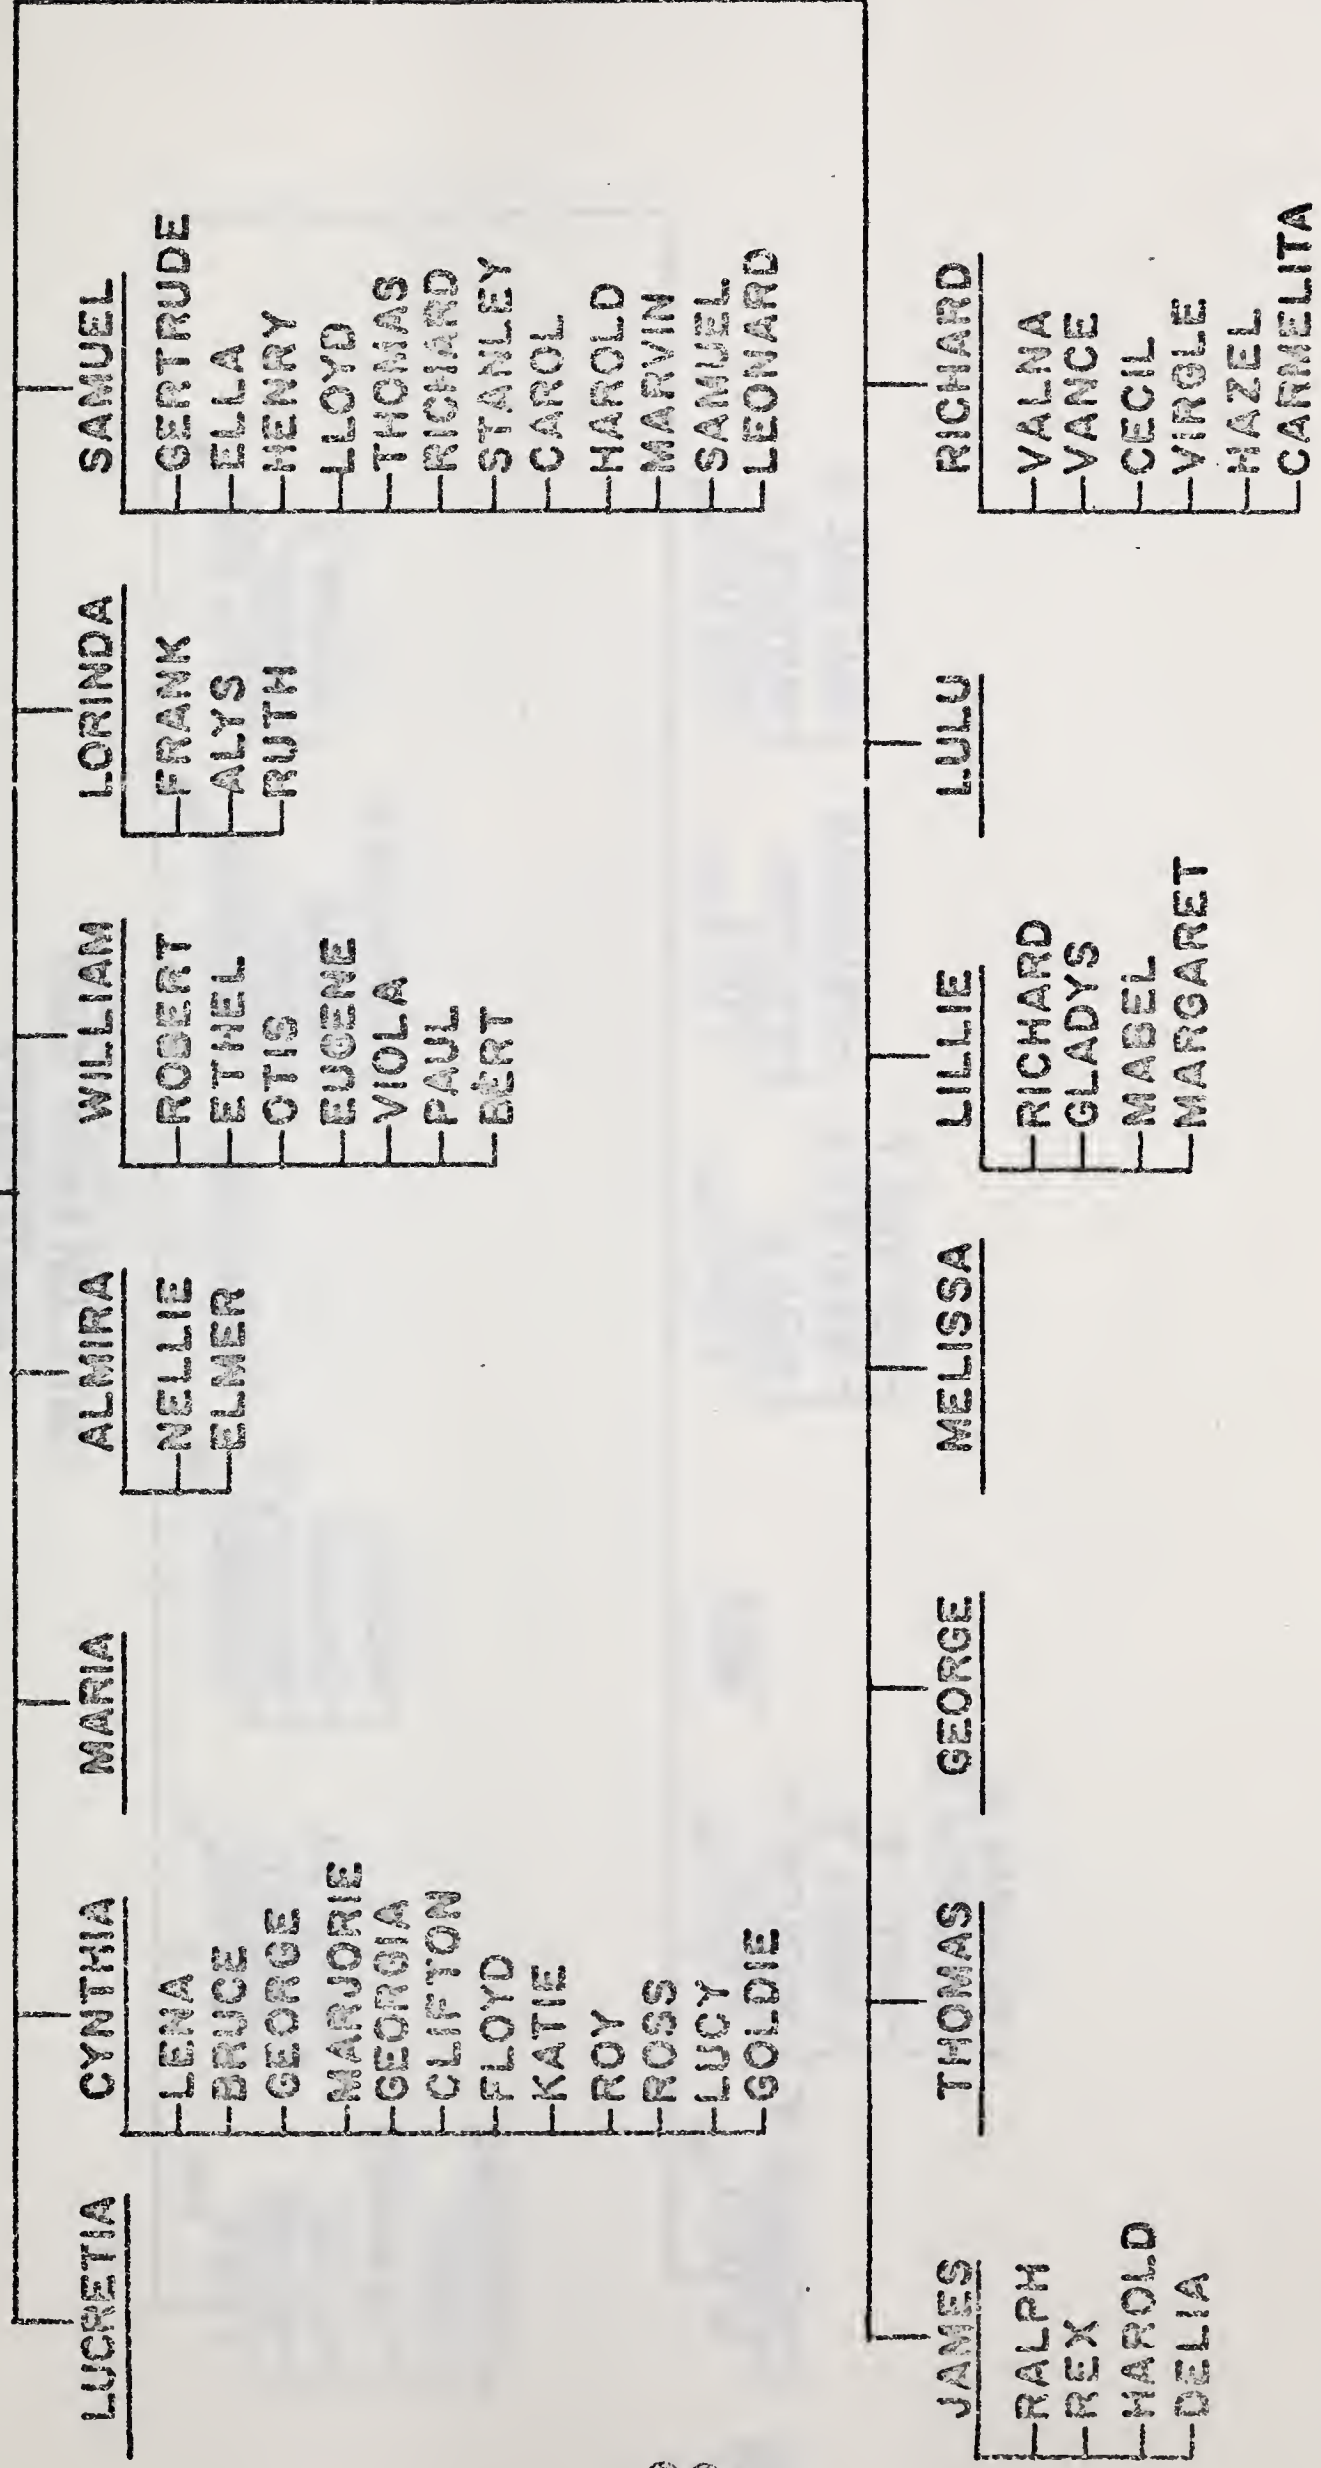 LUCRETIA
CYNTHIA
LENA
BRUCE
GEORGE
MARJORIE
GEORGIA
CLIFTON
FLOYD
KATIE
ROY
ROSS
LUCY
GOLDIE
MARIA
ALMIRA
NELLIE
ELMER
WILLIAM
ROBERT
ETHEL
OTIS
EUGENE
VIOLA
PAUL
BERT
LORINDA
FRANK
ALYS
RUTH
SAMUEL
GERTRUDE
ELLA
HENRY
LLOYD
THOMAS
RICHARD
STANLEY
CAROL
HAROLD
MARVIN
SAMUEL
LEONARD
JAMES
RALPH
REX
HAROLD
DELIA
THOMAS
GEORGE
MELISSA
LILLIE
RICHARD
GLADYS
MABEL
MARGARET
LULU
RICHARD
VALNA
VANCE
CECIL
VIRGLE
HAZEL
CARMELITA